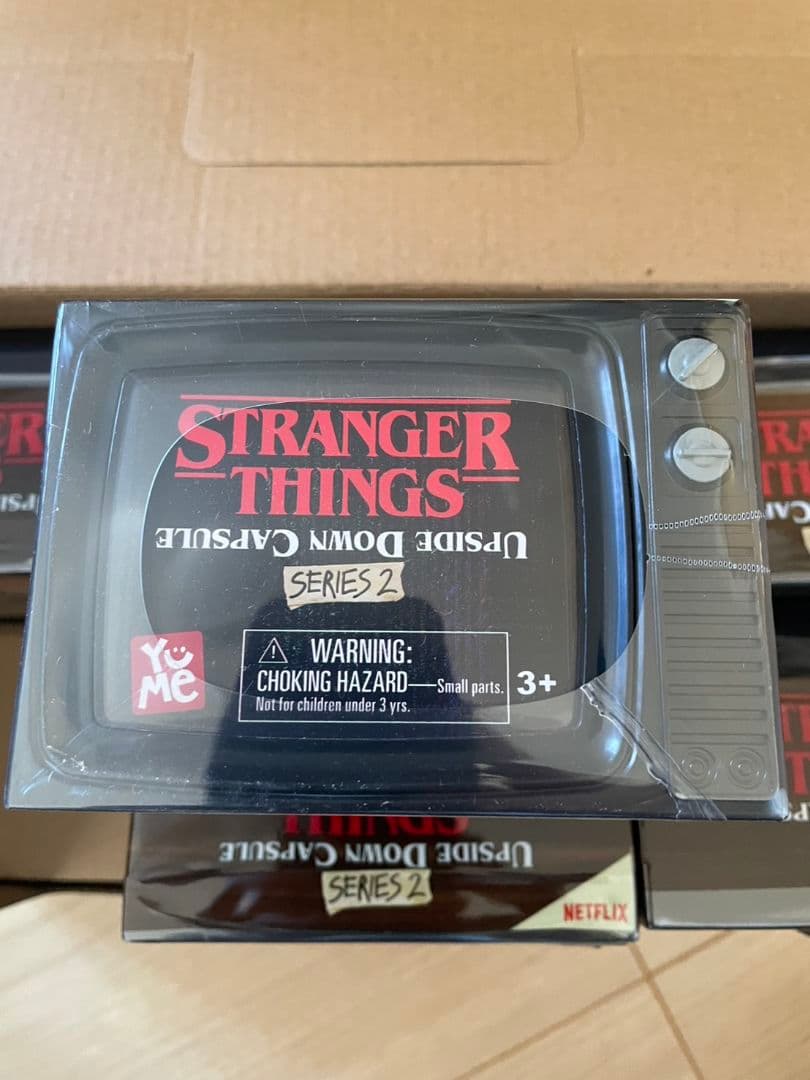 STRANGER
THINGS
UPSIDE DOWN CAPSULE
SERIES 2
YuMe
WARNING:
CHOKING HAZARD—Small parts.
Not for children under 3 yrs.
3+
THINGS
UPSIDE DOWN CAPSULE
SERIES 2
NETFLIX